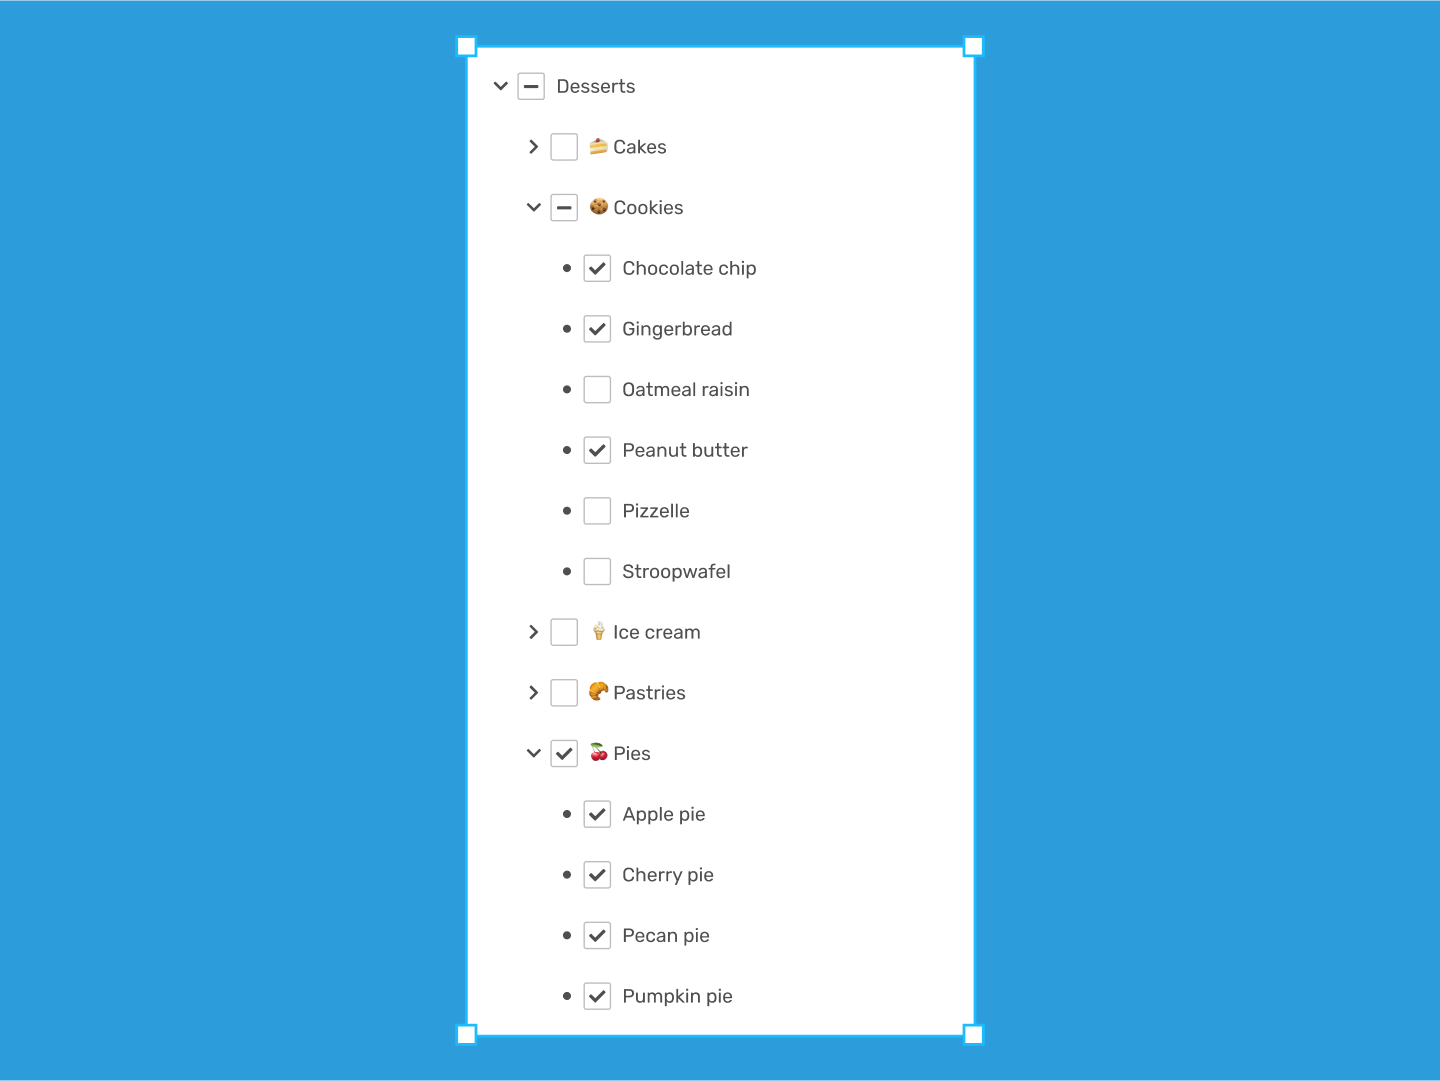 Desserts
Cakes
Cookies
Chocolate chip
Gingerbread
Oatmeal raisin
Peanut butter
Pizzelle
Stroopwafel
Ice cream
Pastries
Pies
Apple pie
Cherry pie
Pecan pie
Pumpkin pie